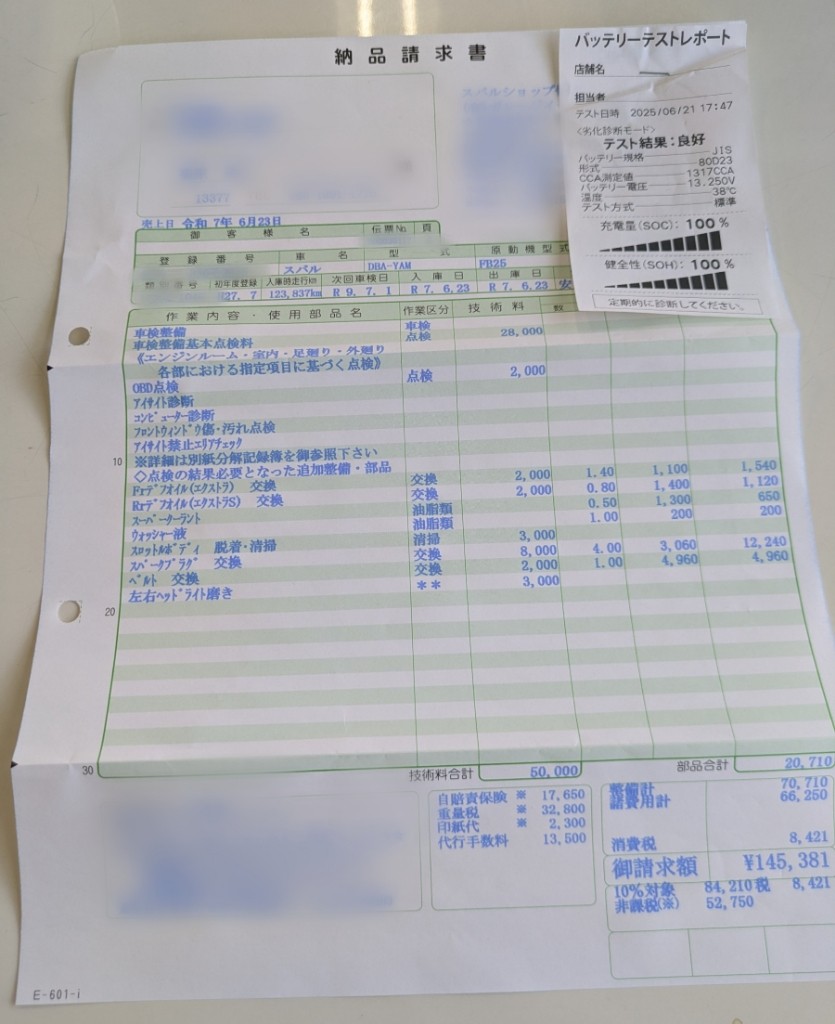 納品請求書
スバルショップ
売上日 令和 7年 6月23日
御客様名 伝票No. 頁
登録番号 車名 型式 原動機型式
スバル DBA-YAM FB25
番号 初年度登録 入庫時走行km 次回車検日 入庫日 出庫日
27. 7 123,837km R 9. 7. 1 R 7. 6.23 R 7. 6.23
作業内容・使用部品名 作業区分 技術料 数
車検整備 車検
車検整備基本点検料 点検 28,000
《エンジンルーム・室内・足廻り・外廻り
各部における指定項目に基づく点検》
OBD点検 点検 2,000
アイサイト診断
コンピューター診断
フロントウィンドウ傷・汚れ点検
アイサイト禁止エリアチェック
10 ※詳細は別紙分解記録簿を御参照下さい
◇点検の結果必要となった追加整備・部品
Frデフオイル(エクストラ) 交換 交換 2,000 1.40 1,100 1,540
Rrデフオイル(エクストラS) 交換 交換 2,000 0.80 1,400 1,120
スーパークーラント 油脂類 0.50 1,300 650
ウォッシャー液 油脂類 1.00 200 200
スロットルボディ 脱着・清掃 清掃 3,000
スパークプラグ 交換 交換 8,000 4.00 3,060 12,240
ベルト 交換 交換 2,000 1.00 4,960 4,960
左右ヘッドライト磨き ** 3,000
20
30
技術料合計 50,000 部品合計 20,710
自賠責保険 ※ 17,650
重量税 ※ 32,800
印紙代 ※ 2,300
代行手数料 13,500
整備計 70,710
諸費用計 66,250
消費税 8,421
御請求額 ¥145,381
10%対象 84,210 税 8,421
非課税(※) 52,750
E-601-i
バッテリーテストレポート
店舗名
担当者
テスト日時 2025/06/21 17:47
<劣化診断モード>
テスト結果:良好
バッテリー規格 JIS
形式 80D23
CCA測定値 1317CCA
バッテリー電圧 13.250V
温度 38℃
テスト方式 標準
充電量(SOC): 100 %
健全性(SOH): 100 %
定期的に診断してください。